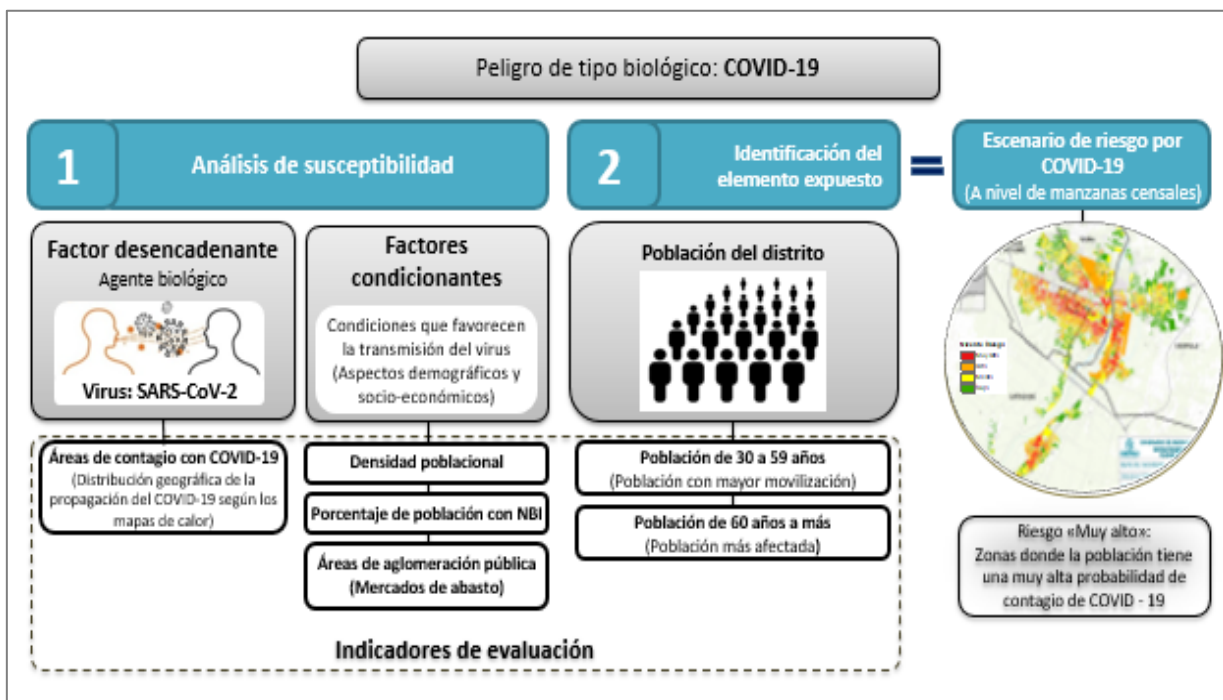 Peligro de tipo biológico: COVID-19
1
Análisis de susceptibilidad
2
Identificación del
elemento expuesto
=
Escenario de riesgo por
COVID-19
(A nivel de manzanas censales)
Factor desencadenante
Agente biológico
Virus: SARS-CoV-2
Factores
condicionantes
Condiciones que favorecen
la transmisión del virus
(Aspectos demográficos y
socio-económicos)
Población del distrito
Áreas de contagio con COVID-19
(Distribución geográfica de la
propagación del COVID-19 según los
mapas de calor)
Densidad poblacional
Porcentaje de población con NBI
Áreas de aglomeración pública
(Mercados de abasto)
Población de 30 a 59 años
(Población con mayor movilización)
Población de 60 años a más
(Población más afectada)
Indicadores de evaluación
Riesgo «Muy alto»:
Zonas donde la población tiene
una muy alta probabilidad de
contagio de COVID - 19